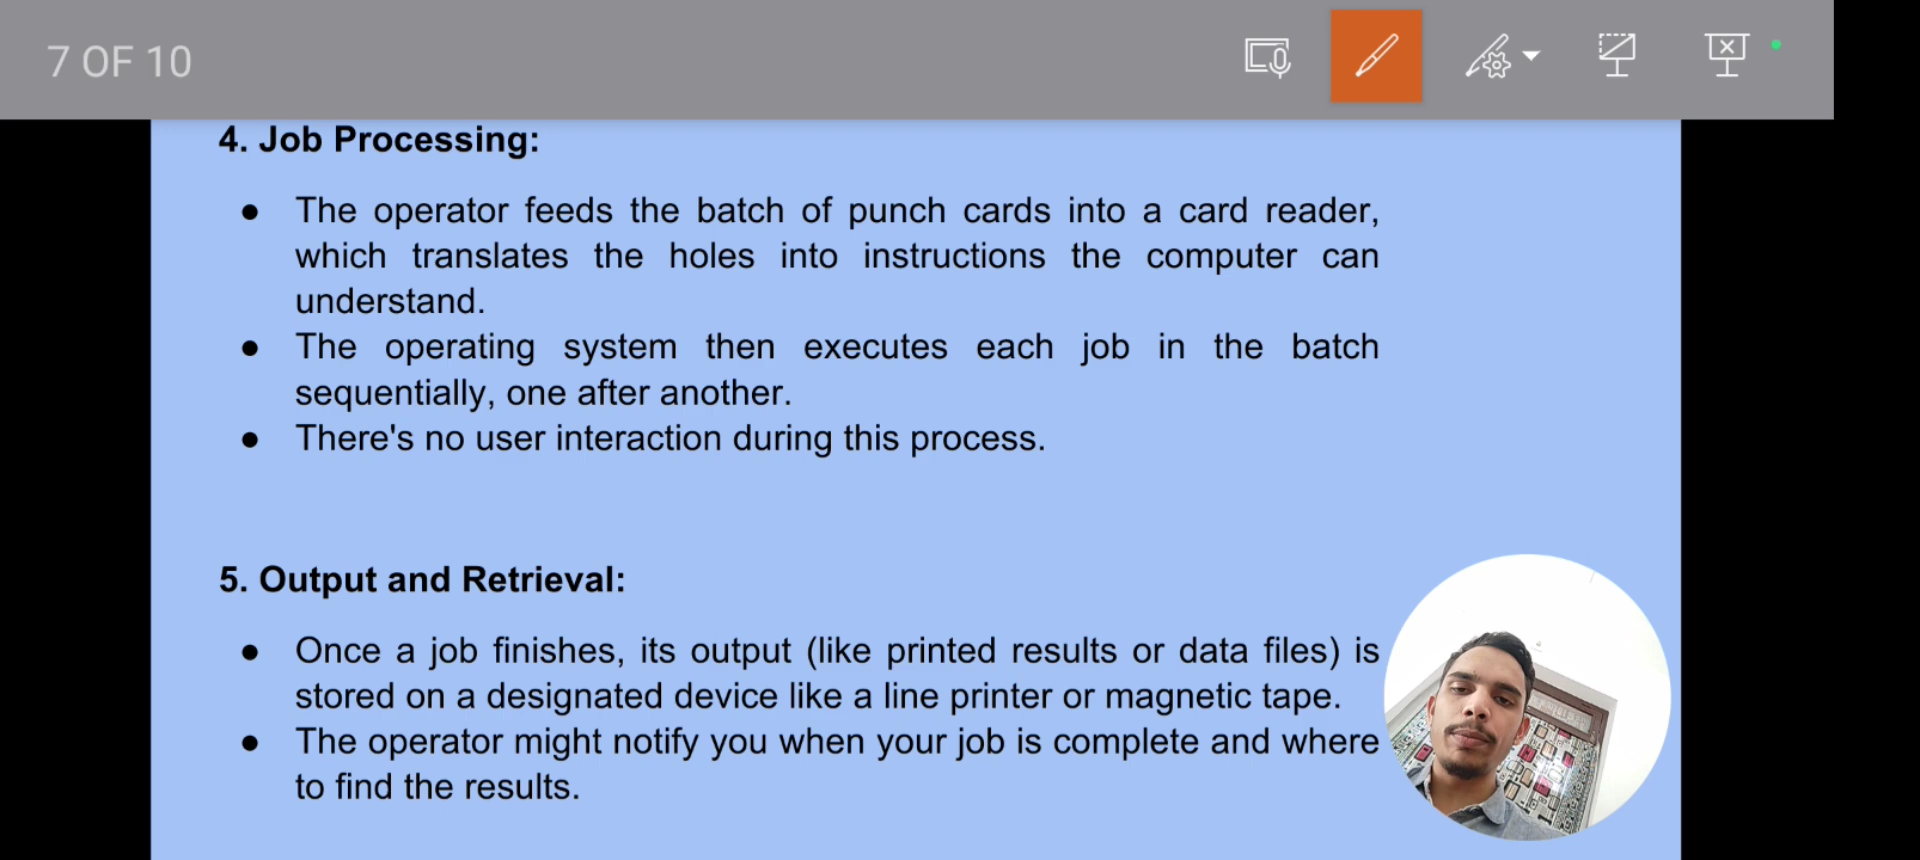 7 OF 10
4. Job Processing:
● The operator feeds the batch of punch cards into a card reader,
which translates the holes into instructions the computer can
understand.
● The operating system then executes each job in the batch
sequentially, one after another.
● There's no user interaction during this process.
5. Output and Retrieval:
● Once a job finishes, its output (like printed results or data files) is
stored on a designated device like a line printer or magnetic tape.
● The operator might notify you when your job is complete and where
to find the results.